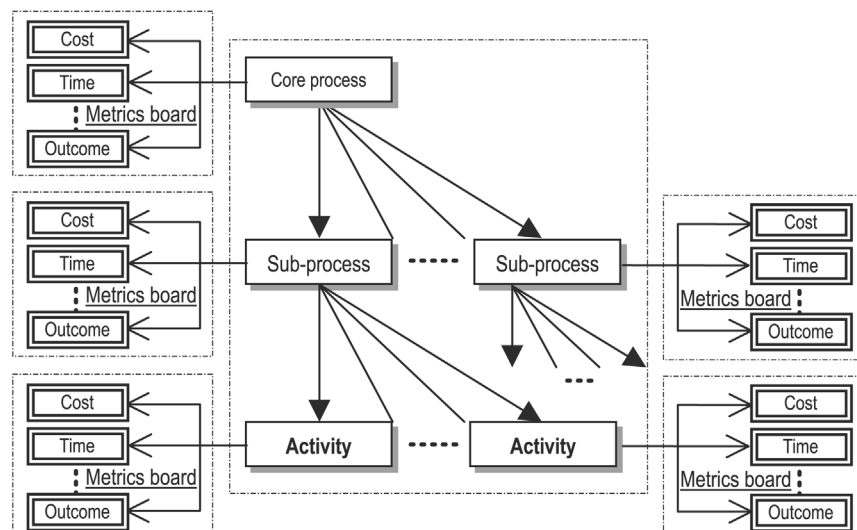 Cost
Time
Metrics board
Outcome
Core process
Cost
Time
Metrics board
Outcome
Sub-process
Sub-process
Cost
Time
Metrics board
Outcome
Cost
Time
Metrics board
Outcome
Activity
Activity
Cost
Time
Metrics board
Outcome